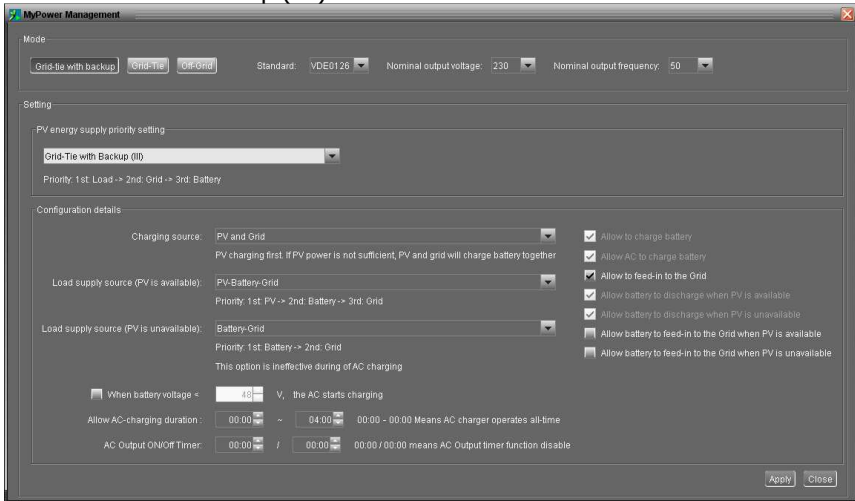 MyPower Management
Mode
Grid-tie with backup Grid-Tie Off-Grid Standard: VDE0126 Nominal output voltage: 230 Nominal output frequency: 50
Setting
PV energy supply priority setting
Grid-Tie with Backup (III)
Priority: 1st: Load -> 2nd: Grid -> 3rd: Battery
Configuration details
Charging source: PV and Grid
PV charging first. If PV power is not sufficient, PV and grid will charge battery together
Load supply source (PV is available): PV-Battery-Grid
Priority: 1st: PV -> 2nd: Battery -> 3rd: Grid
Load supply source (PV is unavailable): Battery-Grid
Priority: 1st: Battery -> 2nd: Grid
This option is ineffective during of AC charging
Allow to charge battery
Allow AC to charge battery
Allow to feed-in to the Grid
Allow battery to discharge when PV is available
Allow battery to discharge when PV is unavailable
Allow battery to feed-in to the Grid when PV is available
Allow battery to feed-in to the Grid when PV is unavailable
When battery voltage < 48 V, the AC starts charging
Allow AC-charging duration : 00:00 ~ 04:00 00:00 - 00:00 Means AC charger operates all-time
AC Output ON/Off Timer: 00:00 / 00:00 00:00 / 00:00 means AC Output timer function disable
Apply Close